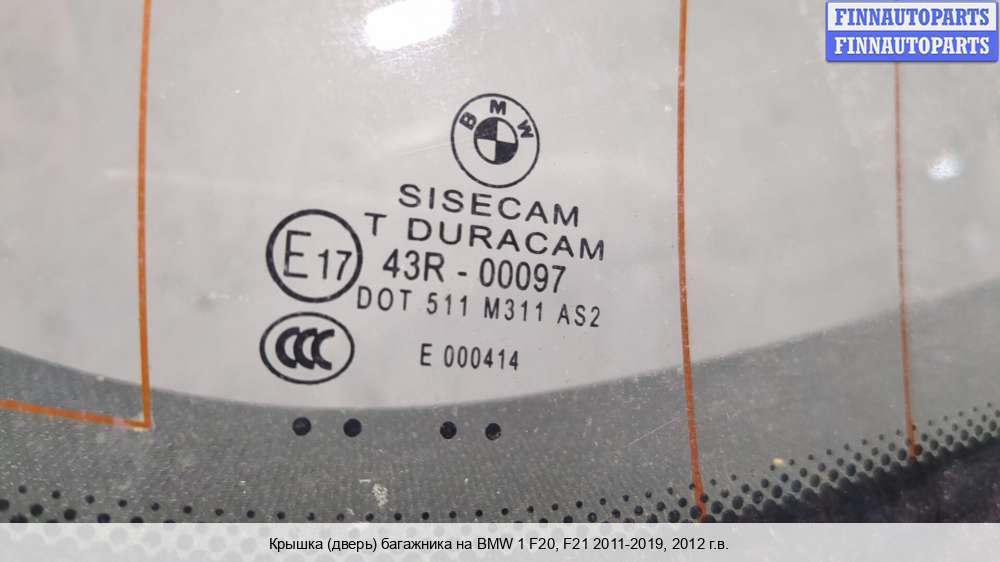 FINNAUTOPARTS
FINNAUTOPARTS
BMW
SISECAM
T DURACAM
E 17
43R - 00097
DOT 511 M311 AS2
CCC
E 000414
Крышка (дверь) багажника на BMW 1 F20, F21 2011-2019, 2012 г.в.